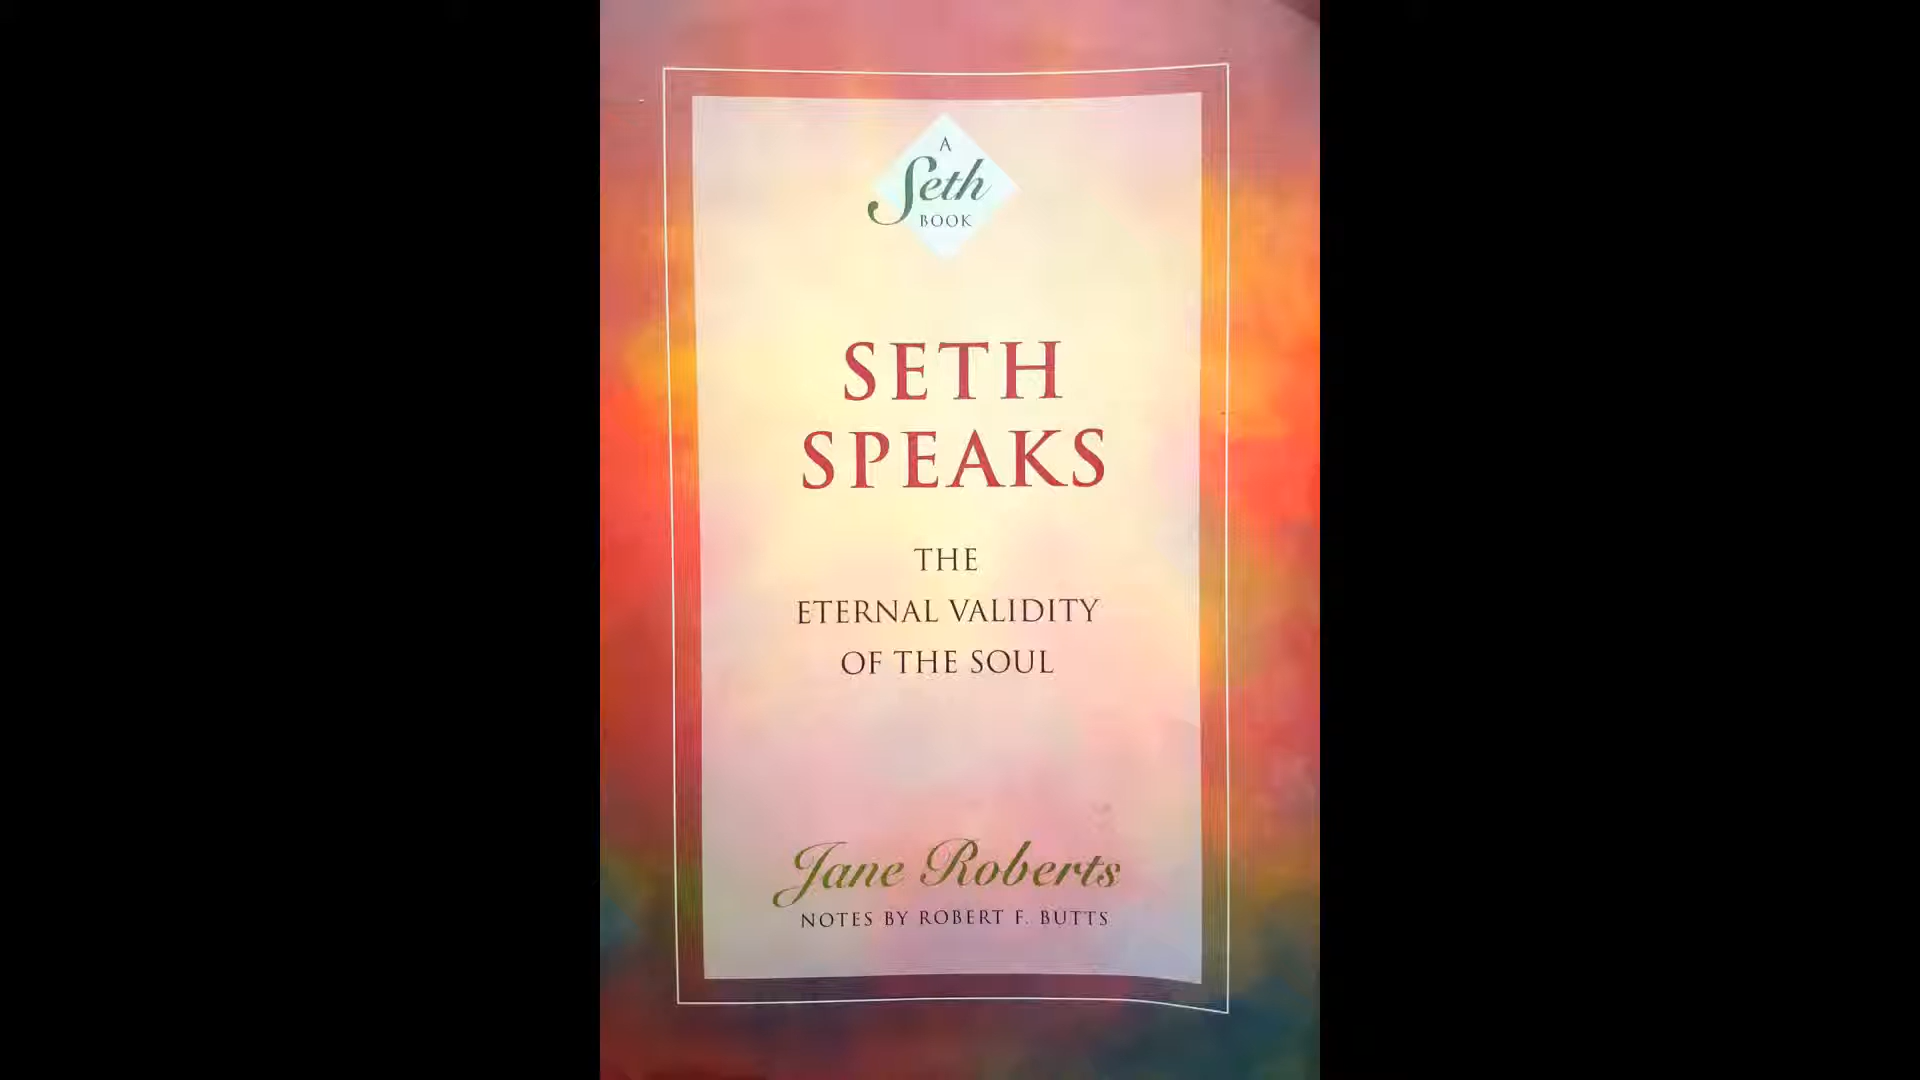 A
Seth
BOOK
SETH
SPEAKS
THE
ETERNAL VALIDITY
OF THE SOUL
Jane Roberts
NOTES BY ROBERT F. BUTTS